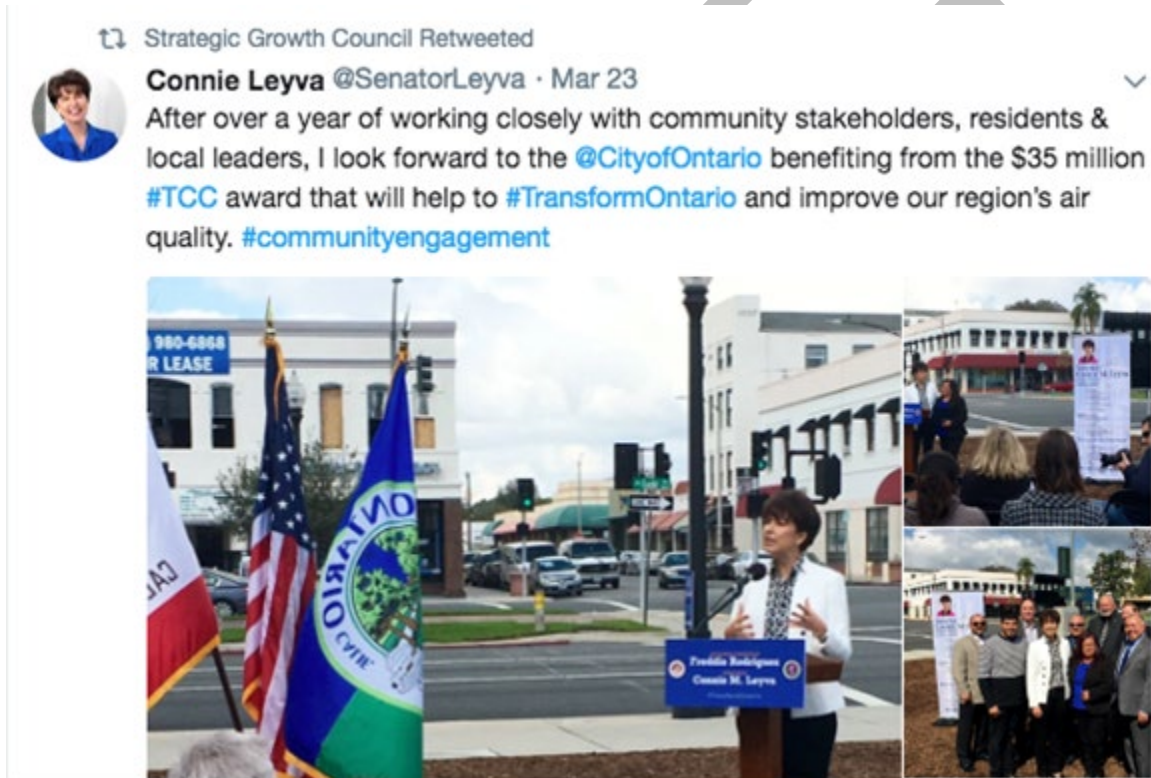 Strategic Growth Council Retweeted
Connie Leyva @SenatorLeyva · Mar 23
After over a year of working closely with community stakeholders, residents &
local leaders, I look forward to the @CityofOntario benefiting from the $35 million
#TCC award that will help to #TransformOntario and improve our region's air
quality. #communityengagement
) 980-6868
R LEASE
ONTARIO
CALIF.
Freddie Rodriguez
Connie M. Leyva